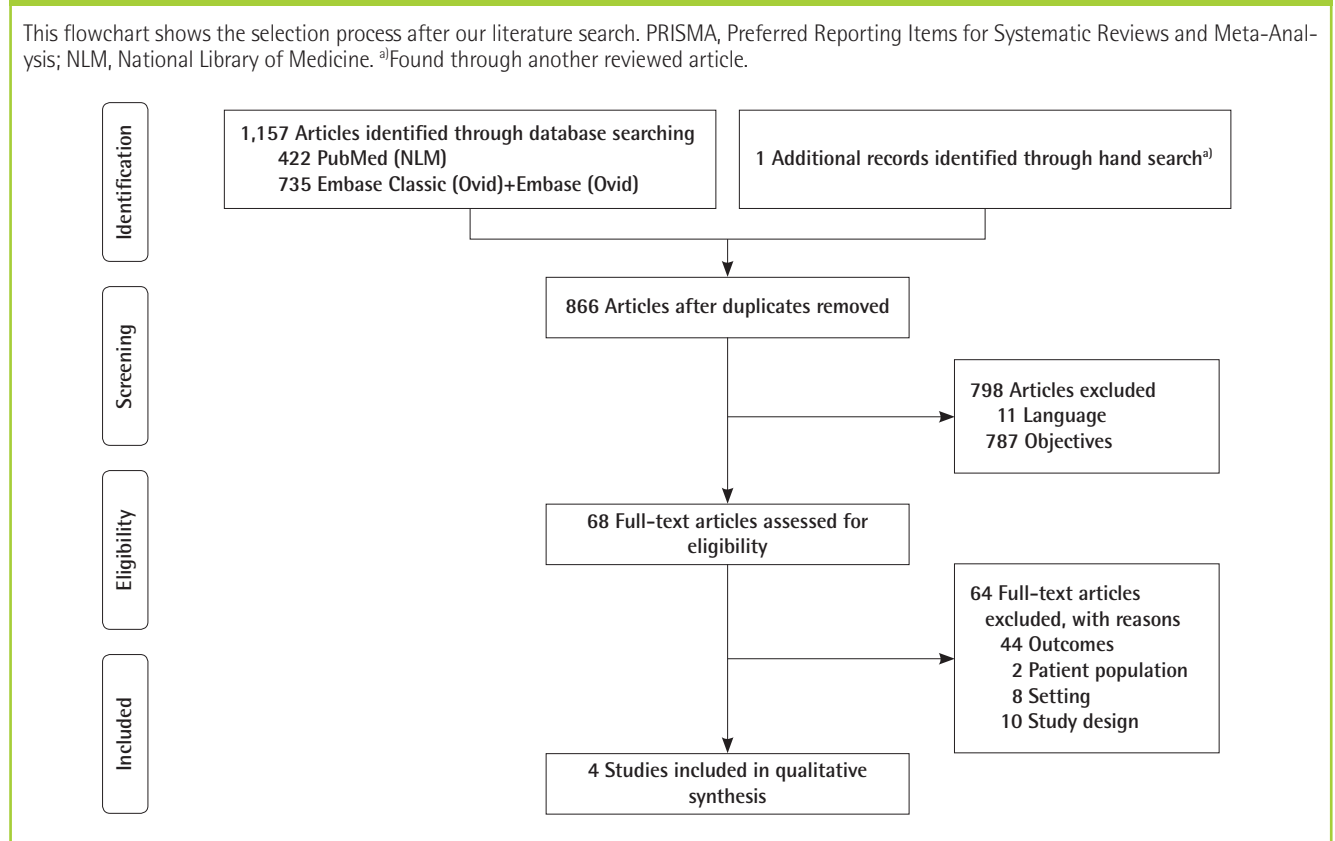 This flowchart shows the selection process after our literature search. PRISMA, Preferred Reporting Items for Systematic Reviews and Meta-Anal-
ysis; NLM, National Library of Medicine. a)Found through another reviewed article.
Identification
1,157 Articles identified through database searching
422 PubMed (NLM)
735 Embase Classic (Ovid)+Embase (Ovid)
1 Additional records identified through hand searcha)
866 Articles after duplicates removed
Screening
798 Articles excluded
11 Language
787 Objectives
Eligibility
68 Full-text articles assessed for
eligibility
64 Full-text articles
excluded, with reasons
44 Outcomes
2 Patient population
8 Setting
10 Study design
Included
4 Studies included in qualitative
synthesis